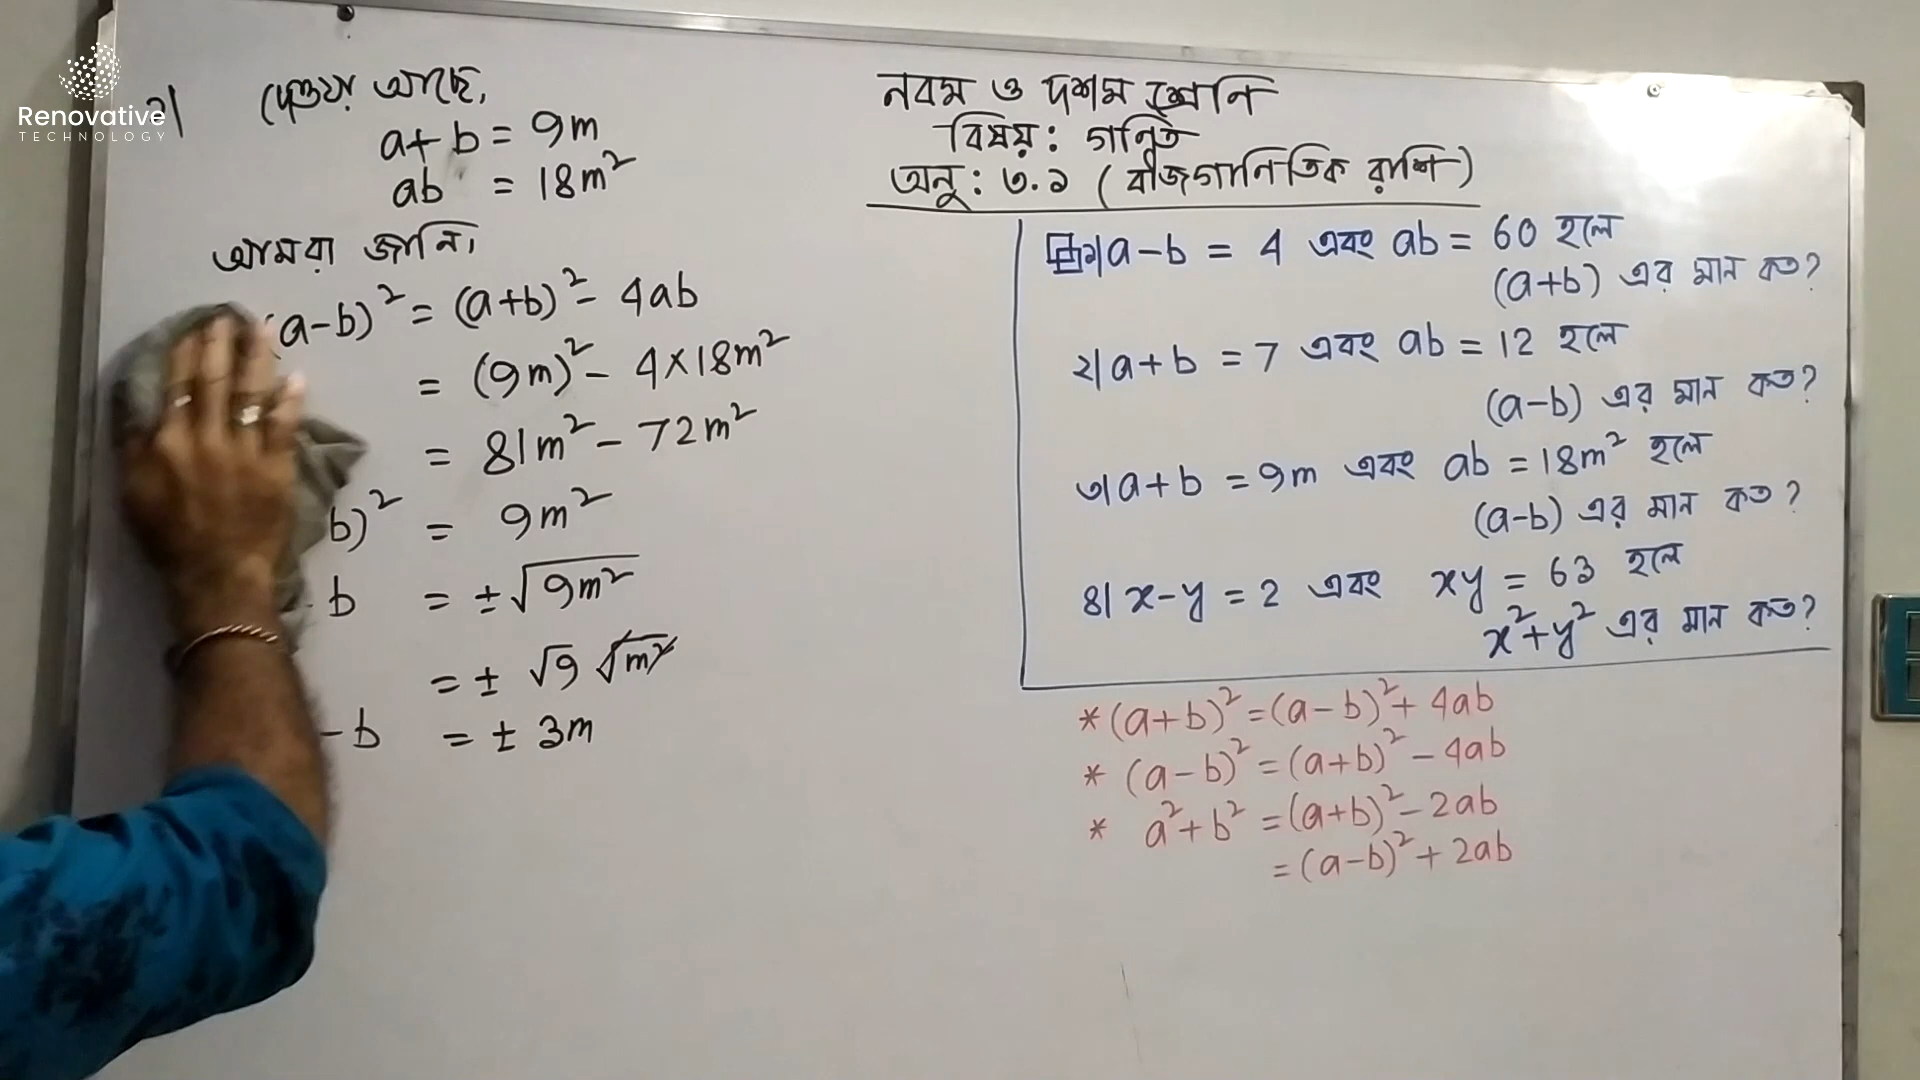 Renovative
TECHNOLOGY
৩| দেওয়া আছে,
a+b = 9m
ab = 18m²
আমরা জানি,
(a-b)² = (a+b)² - 4ab
= (9m)² - 4×18m²
= 81m² - 72m²
b)² = 9m²
b = ±√9m²
= ± √9 √m²
-b = ± 3m
নবম ও দশম শ্রেনি
বিষয়: গনিত
অনু: ৩.১ (বীজগানিতিক রাশি)
১| a-b = 4 এবং ab = 60 হলে
(a+b) এর মান কত?
২| a+b = 7 এবং ab = 12 হলে
(a-b) এর মান কত?
৩| a+b = 9m এবং ab = 18m² হলে
(a-b) এর মান কত?
৪| x-y = 2 এবং xy = 63 হলে
x²+y² এর মান কত?
* (a+b)² = (a-b)² + 4ab
* (a-b)² = (a+b)² - 4ab
* a²+b² = (a+b)² - 2ab
= (a-b)² + 2ab